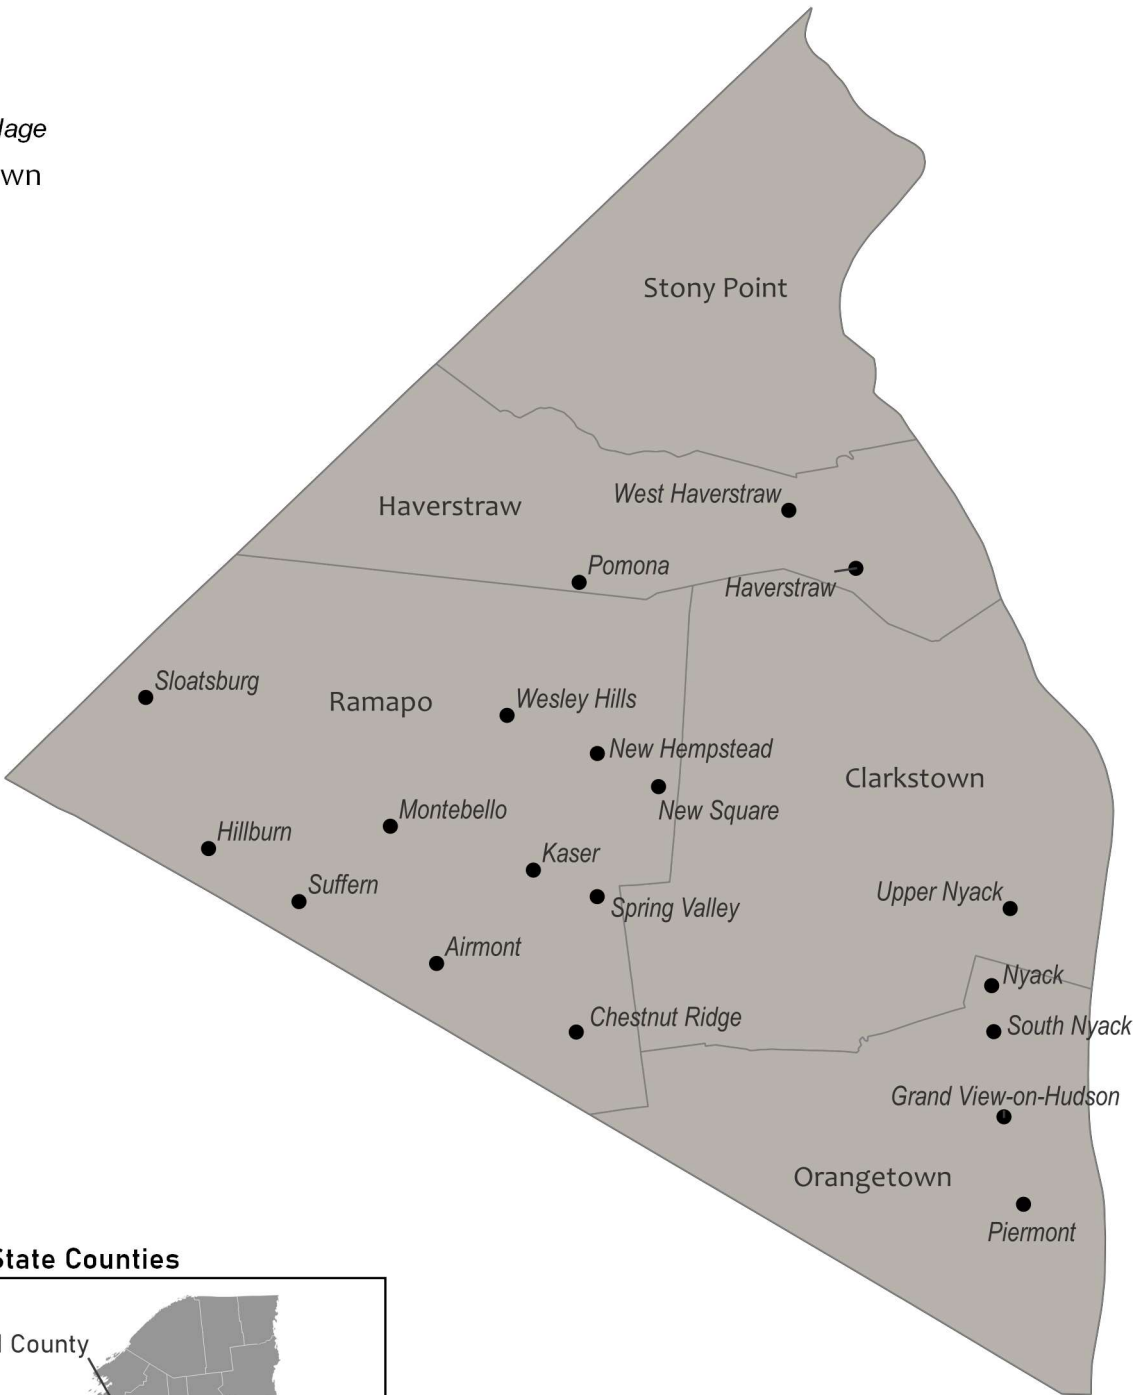 lage
wn
Stony Point
West Haverstraw
Haverstraw
Pomona
Haverstraw
Sloatsburg
Ramapo
Wesley Hills
New Hempstead
Clarkstown
New Square
Montebello
Hillburn
Kaser
Suffern
Upper Nyack
Spring Valley
Airmont
Nyack
Chestnut Ridge
South Nyack
Grand View-on-Hudson
Orangetown
Piermont
State Counties
County